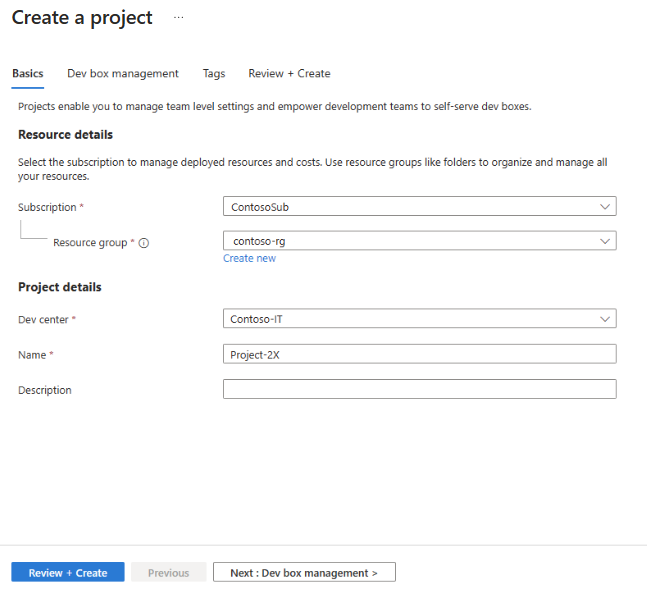 Create a project ...
Basics Dev box management Tags Review + Create
Projects enable you to manage team level settings and empower development teams to self-serve dev boxes.
Resource details
Select the subscription to manage deployed resources and costs. Use resource groups like folders to organize and manage all
your resources.
Subscription * ContosoSub
Resource group * contoso-rg
Create new
Project details
Dev center * Contoso-IT
Name * Project-2X
Description
Review + Create Previous Next : Dev box management >